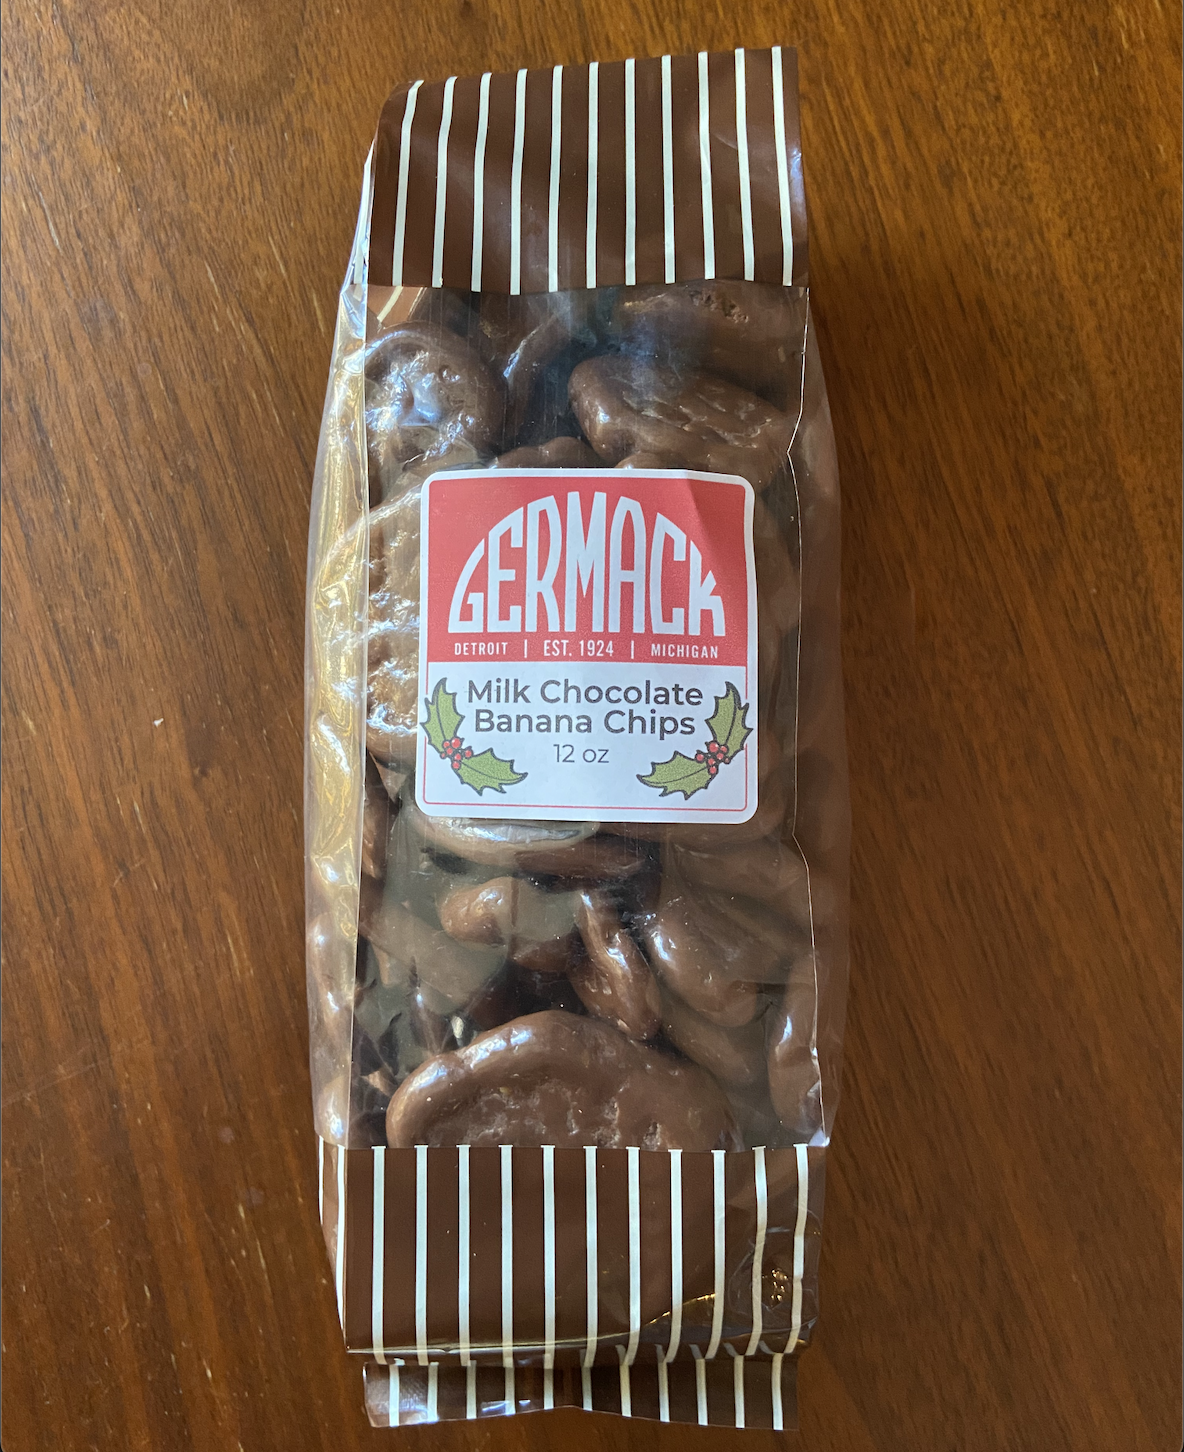 GERMACK
DETROIT | EST. 1924 | MICHIGAN
Milk Chocolate
Banana Chips
12 oz